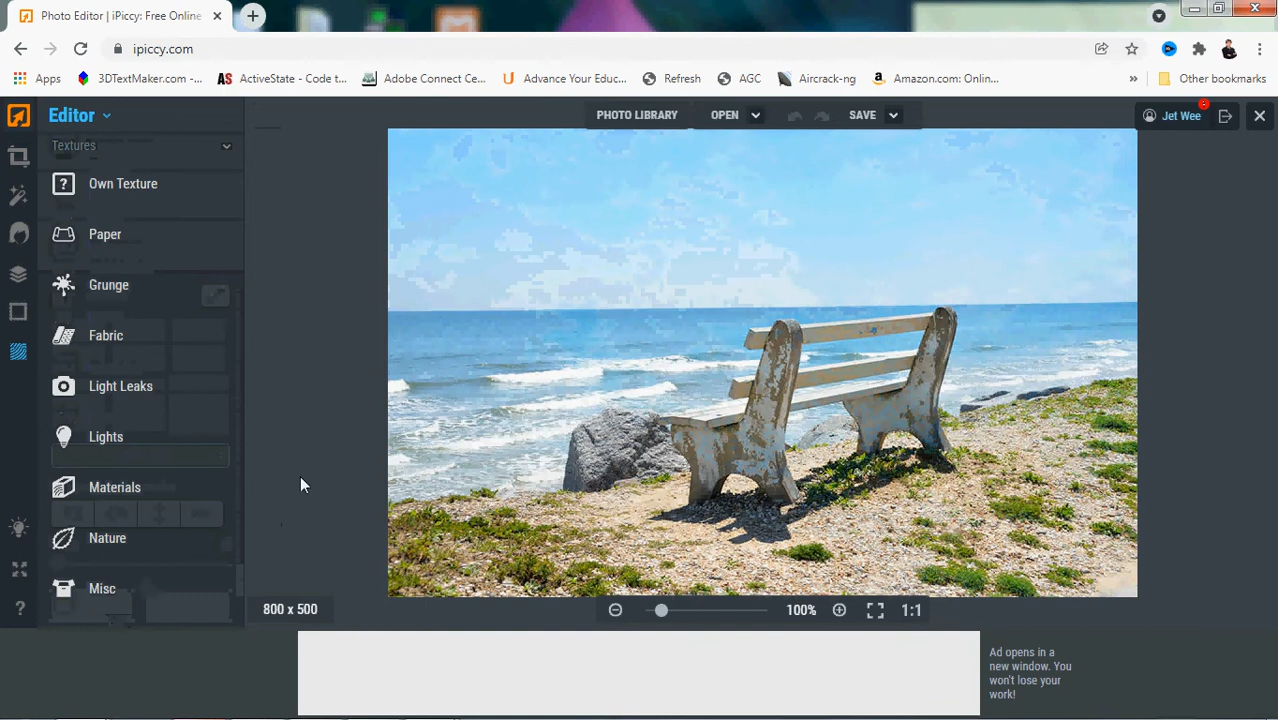 Photo Editor | iPiccy: Free Online
ipiccy.com
Apps
3DTextMaker.com -...
AS ActiveState - Code t...
Adobe Connect Ce...
Advance Your Educ...
Refresh
AGC
Aircrack-ng
Amazon.com: Onlin...
»
Other bookmarks
Editor
PHOTO LIBRARY
OPEN
SAVE
Jet Wee
Textures
Own Texture
Paper
Grunge
Fabric
Light Leaks
Lights
Materials
Nature
Misc
800 x 500
100%
1:1
Ad opens in a
new window. You
won't lose your
work!